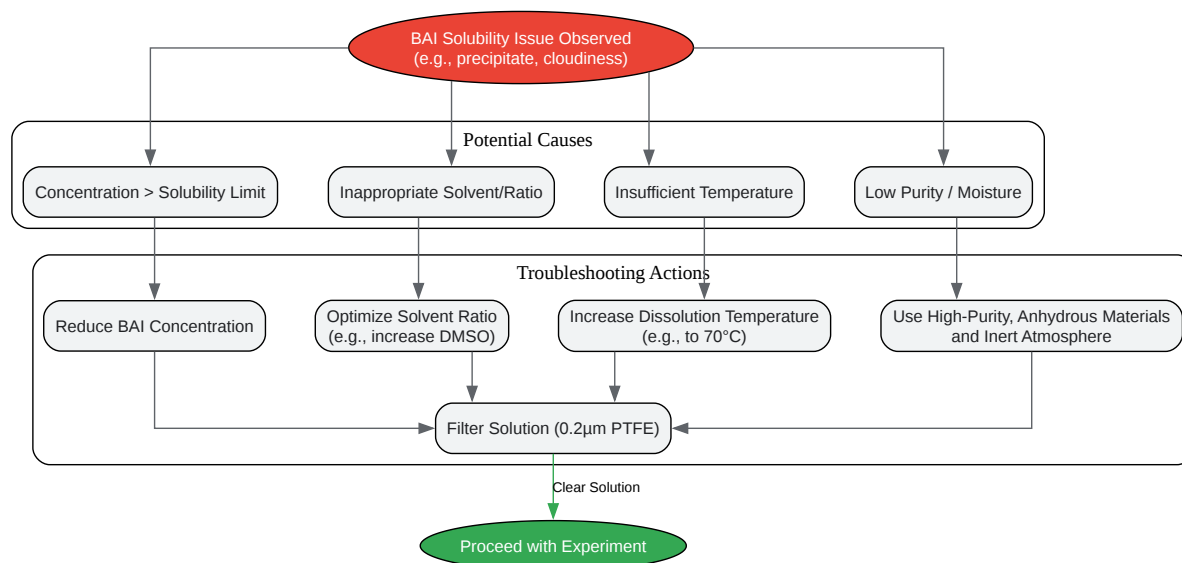 BAI Solubility Issue Observed
(e.g., precipitate, cloudiness)
Potential Causes
Concentration > Solubility Limit
Inappropriate Solvent/Ratio
Insufficient Temperature
Low Purity / Moisture
Troubleshooting Actions
Reduce BAI Concentration
Optimize Solvent Ratio
(e.g., increase DMSO)
Increase Dissolution Temperature
(e.g., to 70°C)
Use High-Purity, Anhydrous Materials
and Inert Atmosphere
Filter Solution (0.2µm PTFE)
Clear Solution
Proceed with Experiment